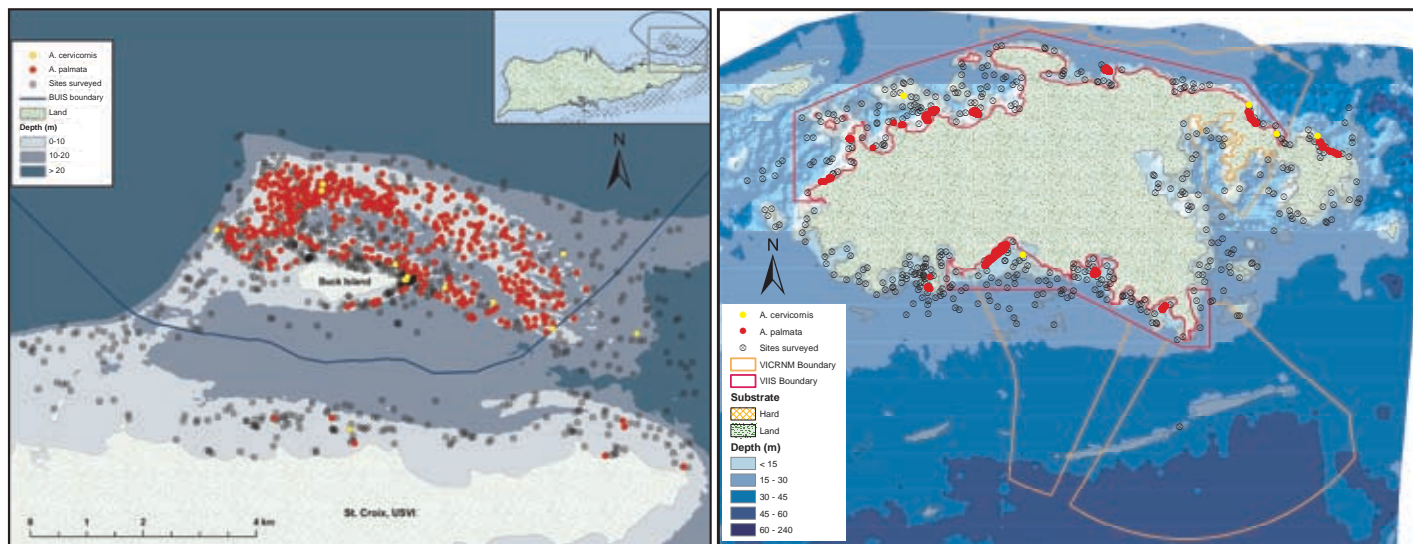 A. cervicornis
A. palmata
Sites surveyed
BUIS boundary
Land
Depth (m)
0-10
10-20
> 20
N
Buck Island
St. Croix, USVI
0 2 4 km
N
A. cervicornis
A. palmata
Sites surveyed
VICRNM Boundary
VIIS Boundary
Substrate
Hard
Land
Depth (m)
< 15
15 - 30
30 - 45
45 - 60
60 - 240